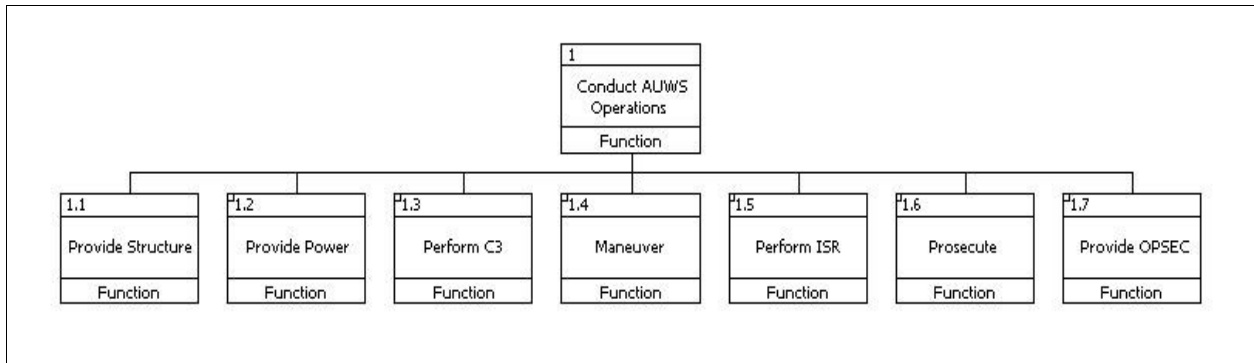 1
Conduct AUWS
Operations
Function
1.1
Provide Structure
Function
1.2
Provide Power
Function
1.3
Perform C3
Function
1.4
Maneuver
Function
1.5
Perform ISR
Function
1.6
Prosecute
Function
1.7
Provide OPSEC
Function